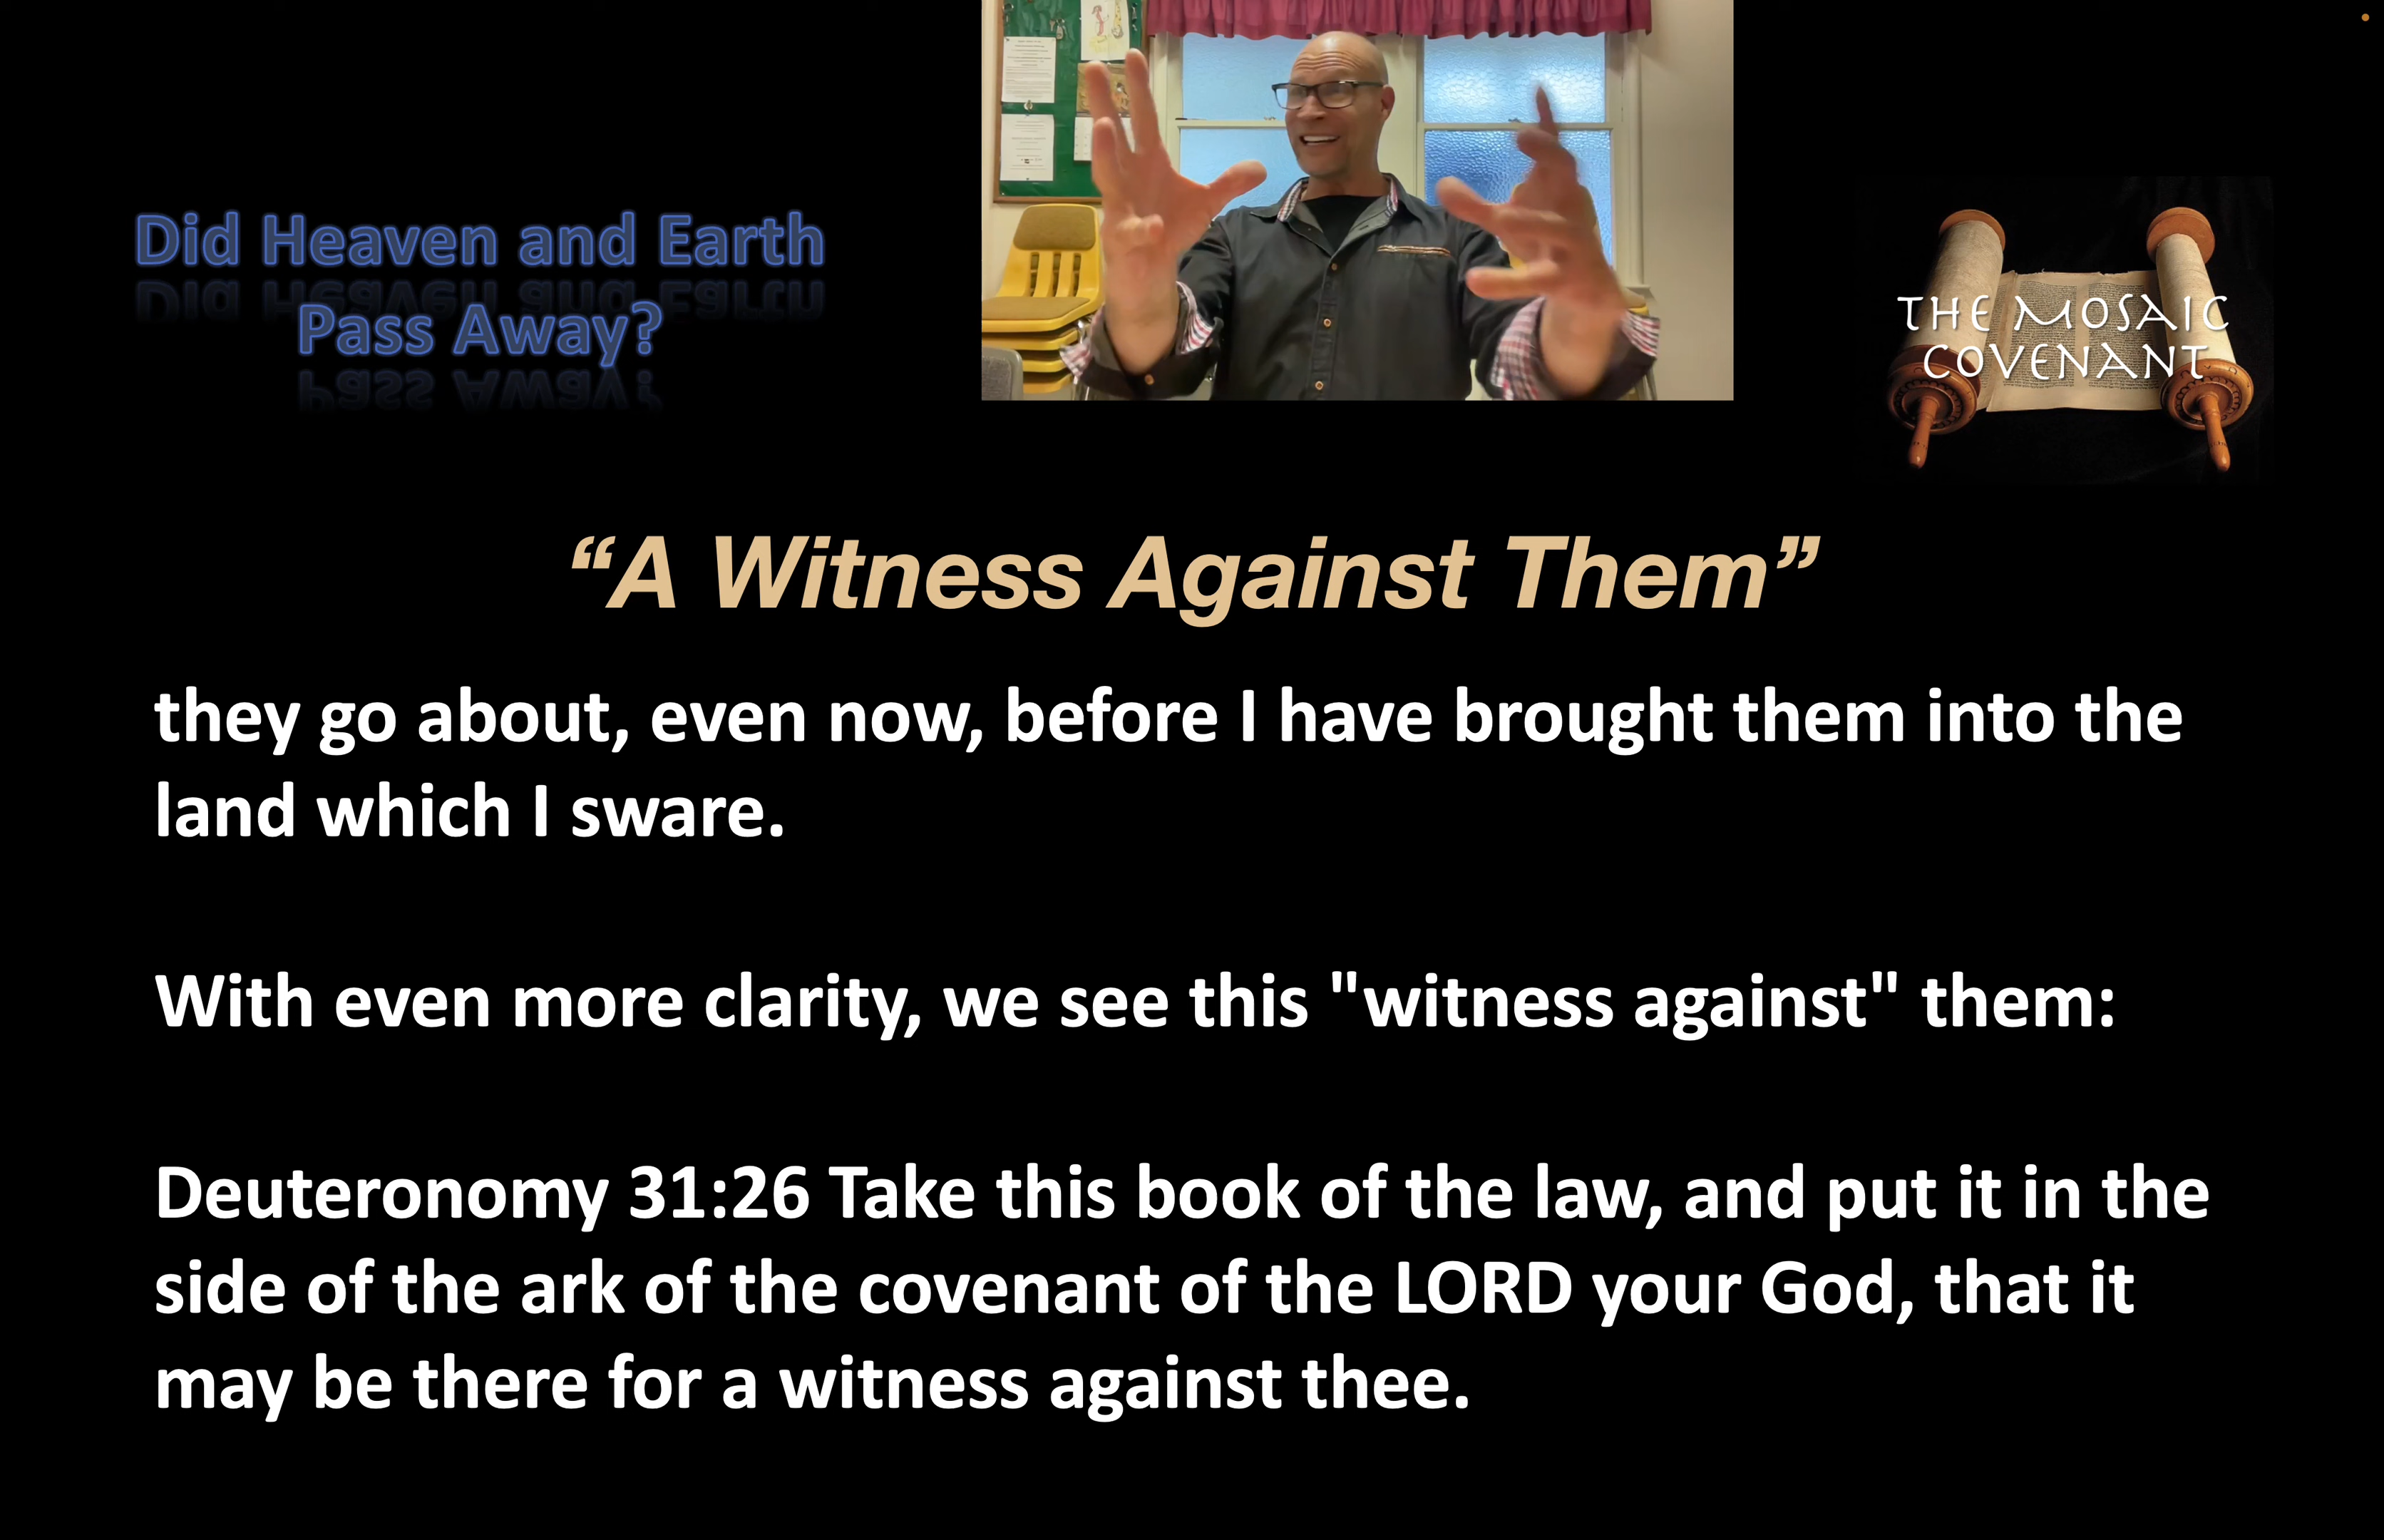 Did Heaven and Earth
Pass Away?
THE MOSAIC
COVENANT
“A Witness Against Them”
they go about, even now, before I have brought them into the
land which I sware.
With even more clarity, we see this "witness against" them:
Deuteronomy 31:26 Take this book of the law, and put it in the
side of the ark of the covenant of the LORD your God, that it
may be there for a witness against thee.